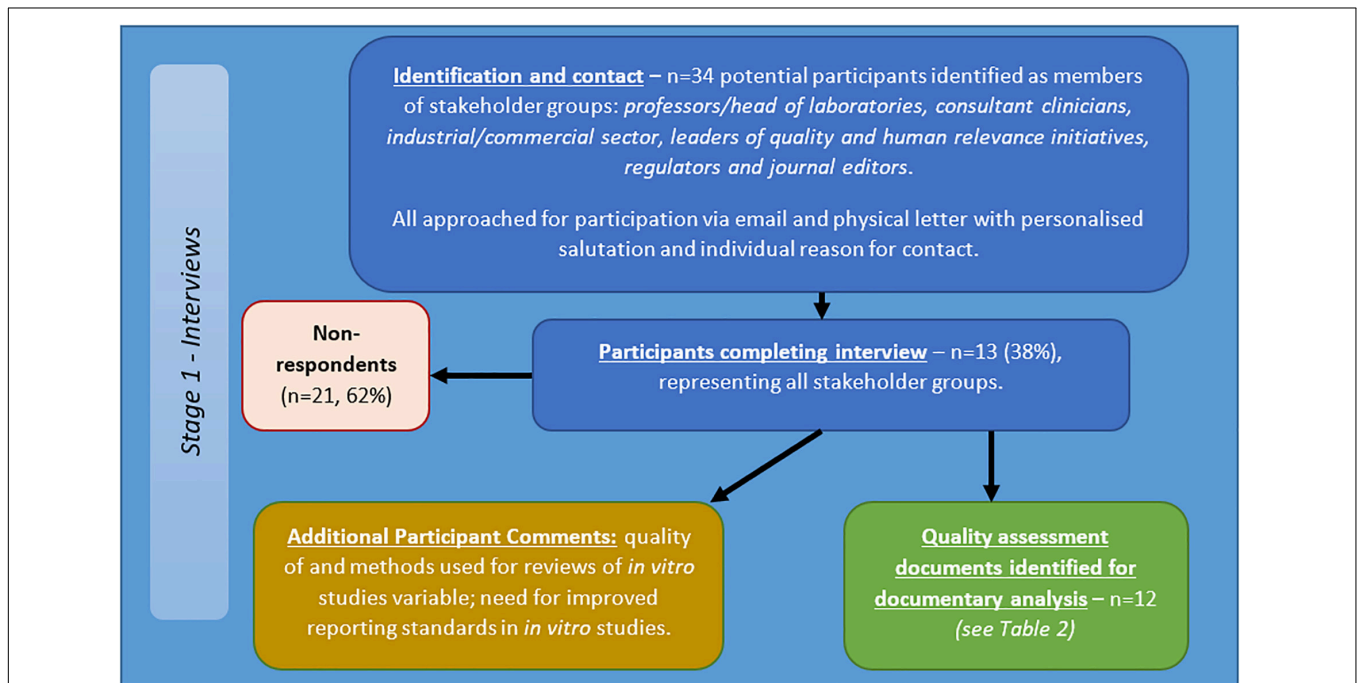 Stage 1 - Interviews
Identification and contact – n=34 potential participants identified as members
of stakeholder groups: professors/head of laboratories, consultant clinicians,
industrial/commercial sector, leaders of quality and human relevance initiatives,
regulators and journal editors.
All approached for participation via email and physical letter with personalised
salutation and individual reason for contact.
Non-
respondents
(n=21, 62%)
Participants completing interview – n=13 (38%),
representing all stakeholder groups.
Additional Participant Comments: quality
of and methods used for reviews of in vitro
studies variable; need for improved
reporting standards in in vitro studies.
Quality assessment
documents identified for
documentary analysis – n=12
(see Table 2)